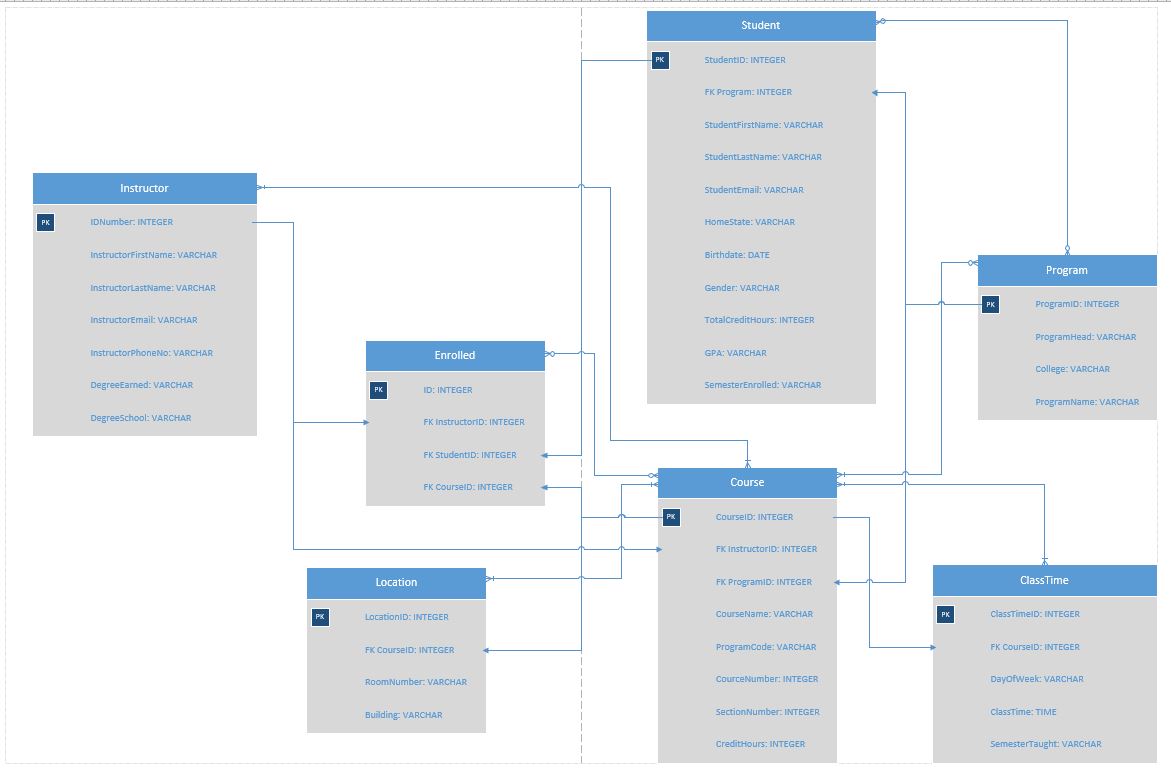 Student
PK StudentID: INTEGER
FK Program: INTEGER
StudentFirstName: VARCHAR
StudentLastName: VARCHAR
StudentEmail: VARCHAR
HomeState: VARCHAR
Birthdate: DATE
Gender: VARCHAR
TotalCreditHours: INTEGER
GPA: VARCHAR
SemesterEnrolled: VARCHAR
Instructor
PK IDNumber: INTEGER
InstructorFirstName: VARCHAR
InstructorLastName: VARCHAR
InstructorEmail: VARCHAR
InstructorPhoneNo: VARCHAR
DegreeEarned: VARCHAR
DegreeSchool: VARCHAR
Program
PK ProgramID: INTEGER
ProgramHead: VARCHAR
College: VARCHAR
ProgramName: VARCHAR
Enrolled
PK ID: INTEGER
FK InstructorID: INTEGER
FK StudentID: INTEGER
FK CourseID: INTEGER
Course
PK CourseID: INTEGER
FK InstructorID: INTEGER
FK ProgramID: INTEGER
CourseName: VARCHAR
ProgramCode: VARCHAR
CourceNumber: INTEGER
SectionNumber: INTEGER
CreditHours: INTEGER
Location
PK LocationID: INTEGER
FK CourseID: INTEGER
RoomNumber: VARCHAR
Building: VARCHAR
ClassTime
PK ClassTimeID: INTEGER
FK CourseID: INTEGER
DayOfWeek: VARCHAR
ClassTime: TIME
SemesterTaught: VARCHAR